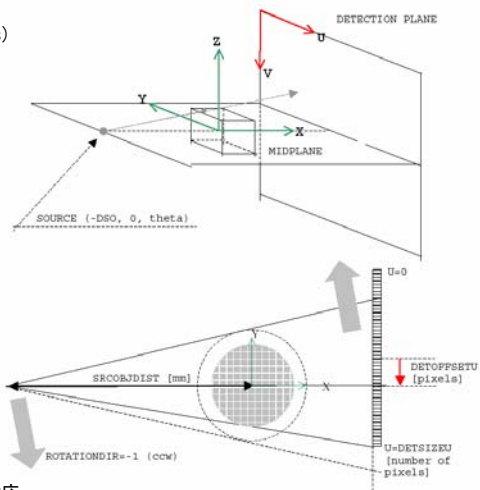 DETECTION PLANE
U
Z
V
Y
X
MIDPLANE
SOURCE (-DSO, 0, theta)
U=0
Y
SRCOBJDIST [mm]
X
DETOFFSETU
[pixels]
ROTATIONDIR=-1 (ccw)
U=DETSIZEU
[number of
pixels]